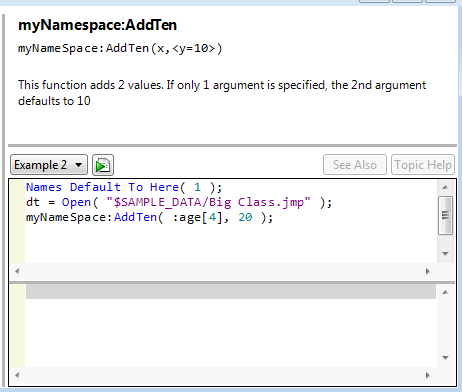 myNamespace:AddTen
myNameSpace:AddTen(x,<y=10>)
This function adds 2 values. If only 1 argument is specified, the 2nd argument
defaults to 10
Example 2
See Also
Topic Help
Names Default To Here( 1 );
dt = Open( "$SAMPLE_DATA/Big Class.jmp" );
myNameSpace:AddTen( :age[4], 20 );